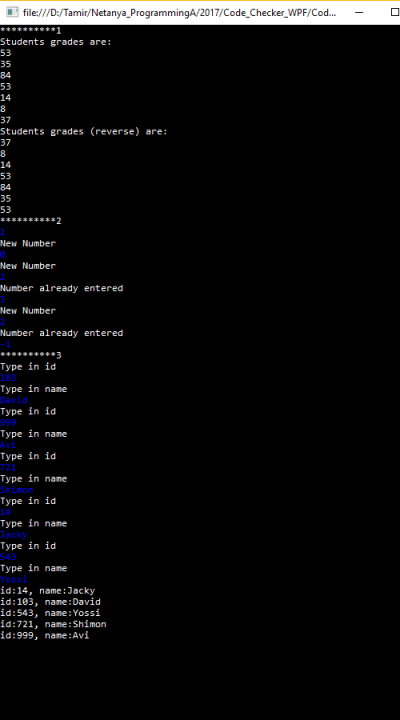 file:///D:/Tamir/Netanya_ProgrammingA/2017/Code_Checker_WPF/Cod...
**********1
Students grades are:
53
35
84
53
14
8
37
Students grades (reverse) are:
37
8
14
53
84
35
53
**********2
2
New Number
0
New Number
2
Number already entered
3
New Number
2
Number already entered
-1
**********3
Type in id
103
Type in name
David
Type in id
999
Type in name
Avi
Type in id
721
Type in name
Shimon
Type in id
14
Type in name
Jacky
Type in id
543
Type in name
Yossi
id:14, name:Jacky
id:103, name:David
id:543, name:Yossi
id:721, name:Shimon
id:999, name:Avi